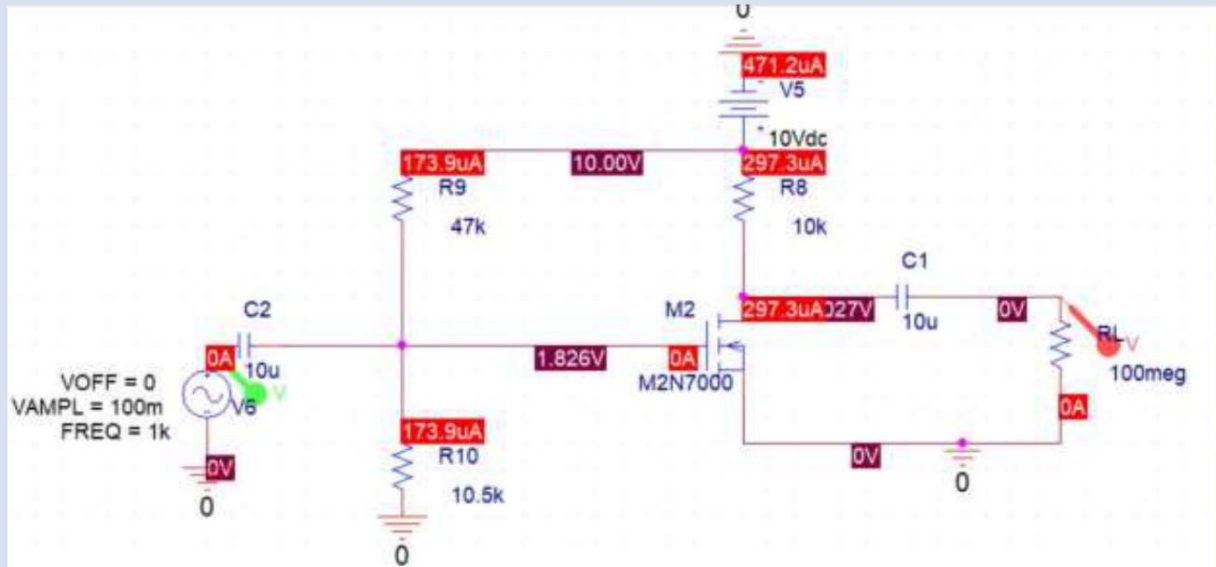 0
471.2uA
V5
10Vdc
173.9uA
10.00V
297.3uA
R9
R8
47k
10k
C1
C2
M2
297.3uA
027V
0V
10u
RL
0A
10u
1.826V
0A
M2N7000
100meg
VOFF = 0
VAMPL = 100m
FREQ = 1k
V6
V
V
0A
173.9uA
0V
R10
0V
10.5k
0
0
0